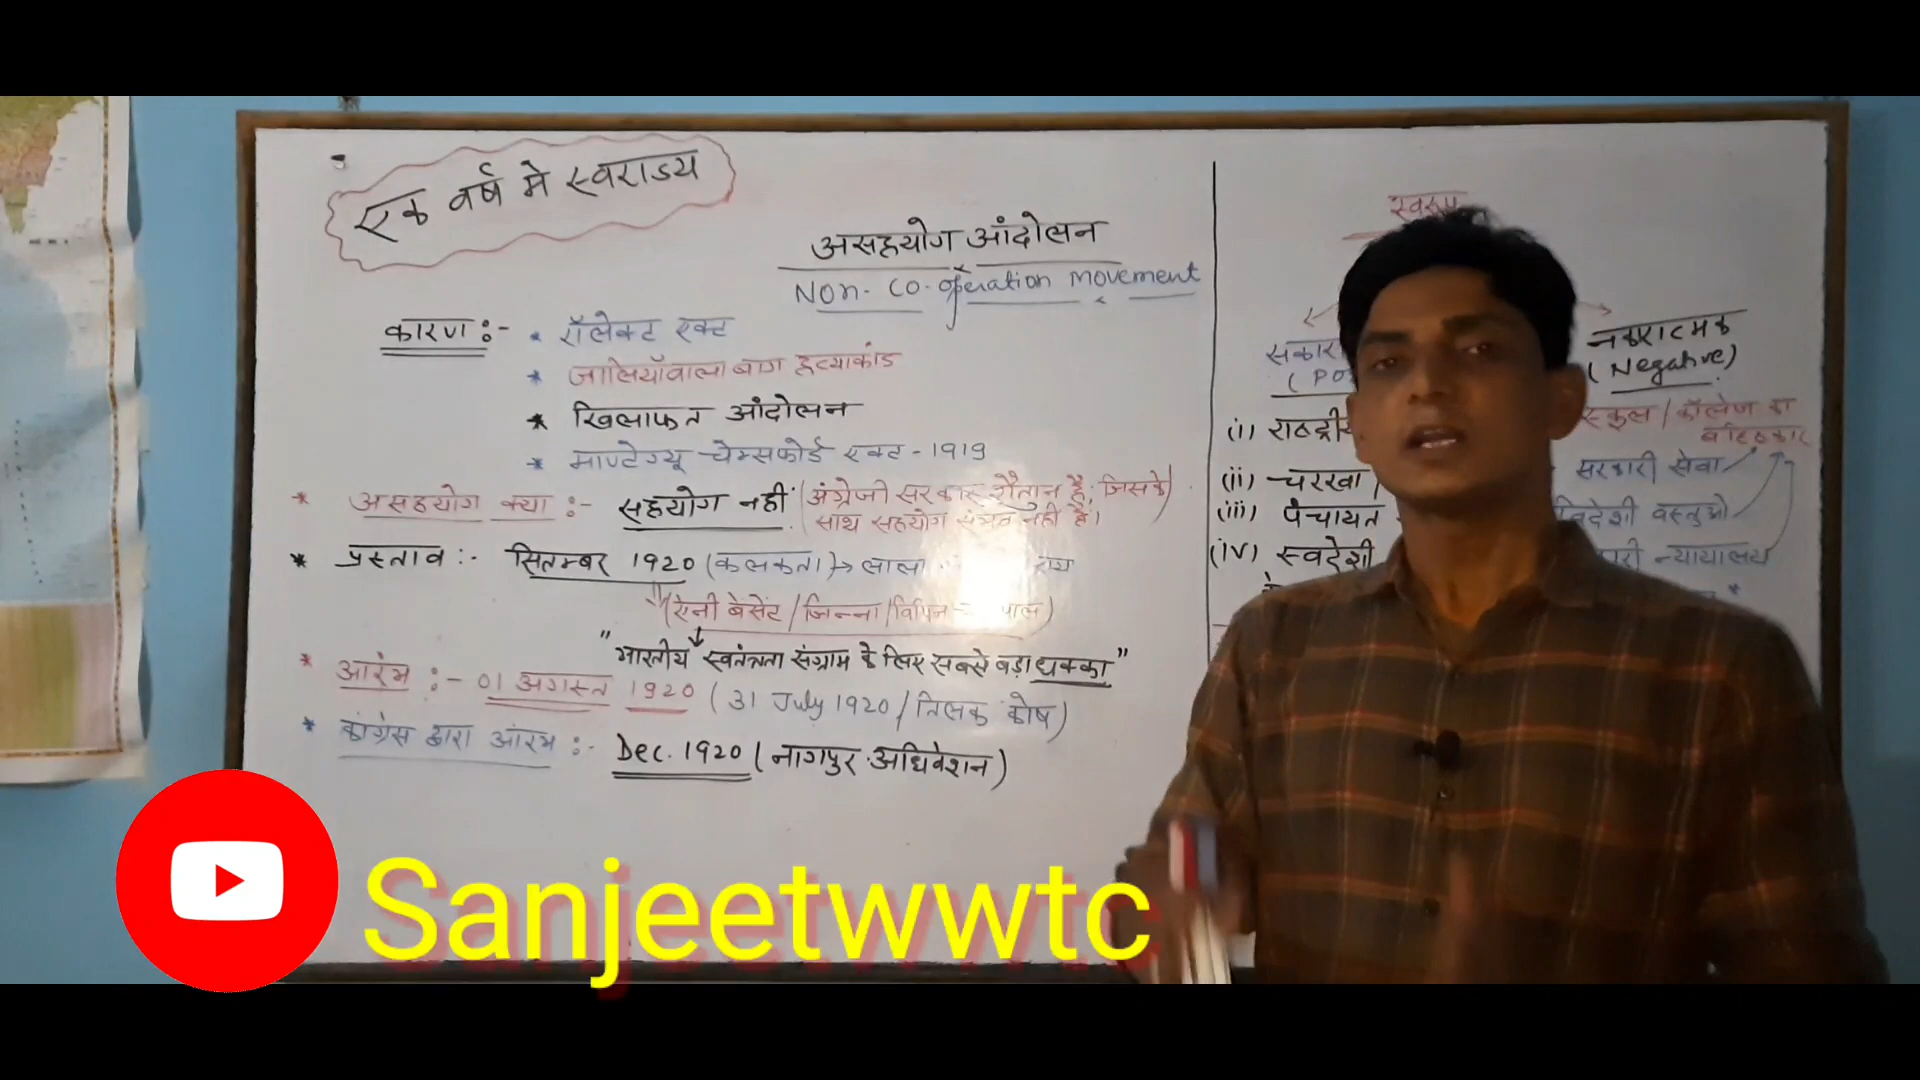 एक वर्ष मे स्वराज्य
असहयोग आंदोलन
Non-Co-operation movement
कारण :-
* रॉलेक्ट एक्ट
* जालियाँवाला बाग हत्याकांड
* खिलाफत आंदोलन
* माण्टेग्यू-चेम्सफोर्ड एक्ट - 1919
* असहयोग क्या :- सहयोग नहीं (अंग्रेजी सरकार शैतान है, जिसके
साथ सहयोग संभव नहीं है।)
* प्रस्ताव :- सितम्बर 1920 (कलकता) → लाला राय
(ऐनी बेसेंट / जिन्ना / विपिन पाल)
"भारतीय स्वतंत्रता संग्राम के लिए सबसे बड़ा धक्का"
* आरंभ :- 01 अगस्त 1920 (31 July 1920 / तिलक कोष)
* कांग्रेस द्वारा आरंभ :- Dec. 1920 (नागपुर अधिवेशन)
स्वरूप
नकारात्मक
(Negative)
(i)
(ii) चरखा
(iii) पंचायत
(iv) स्वदेशी
स्कूल / कॉलेज का
बहिष्कार
सरकारी सेवा
विदेशी वस्तुओ
न्यायालय
Sanjeetwwtc